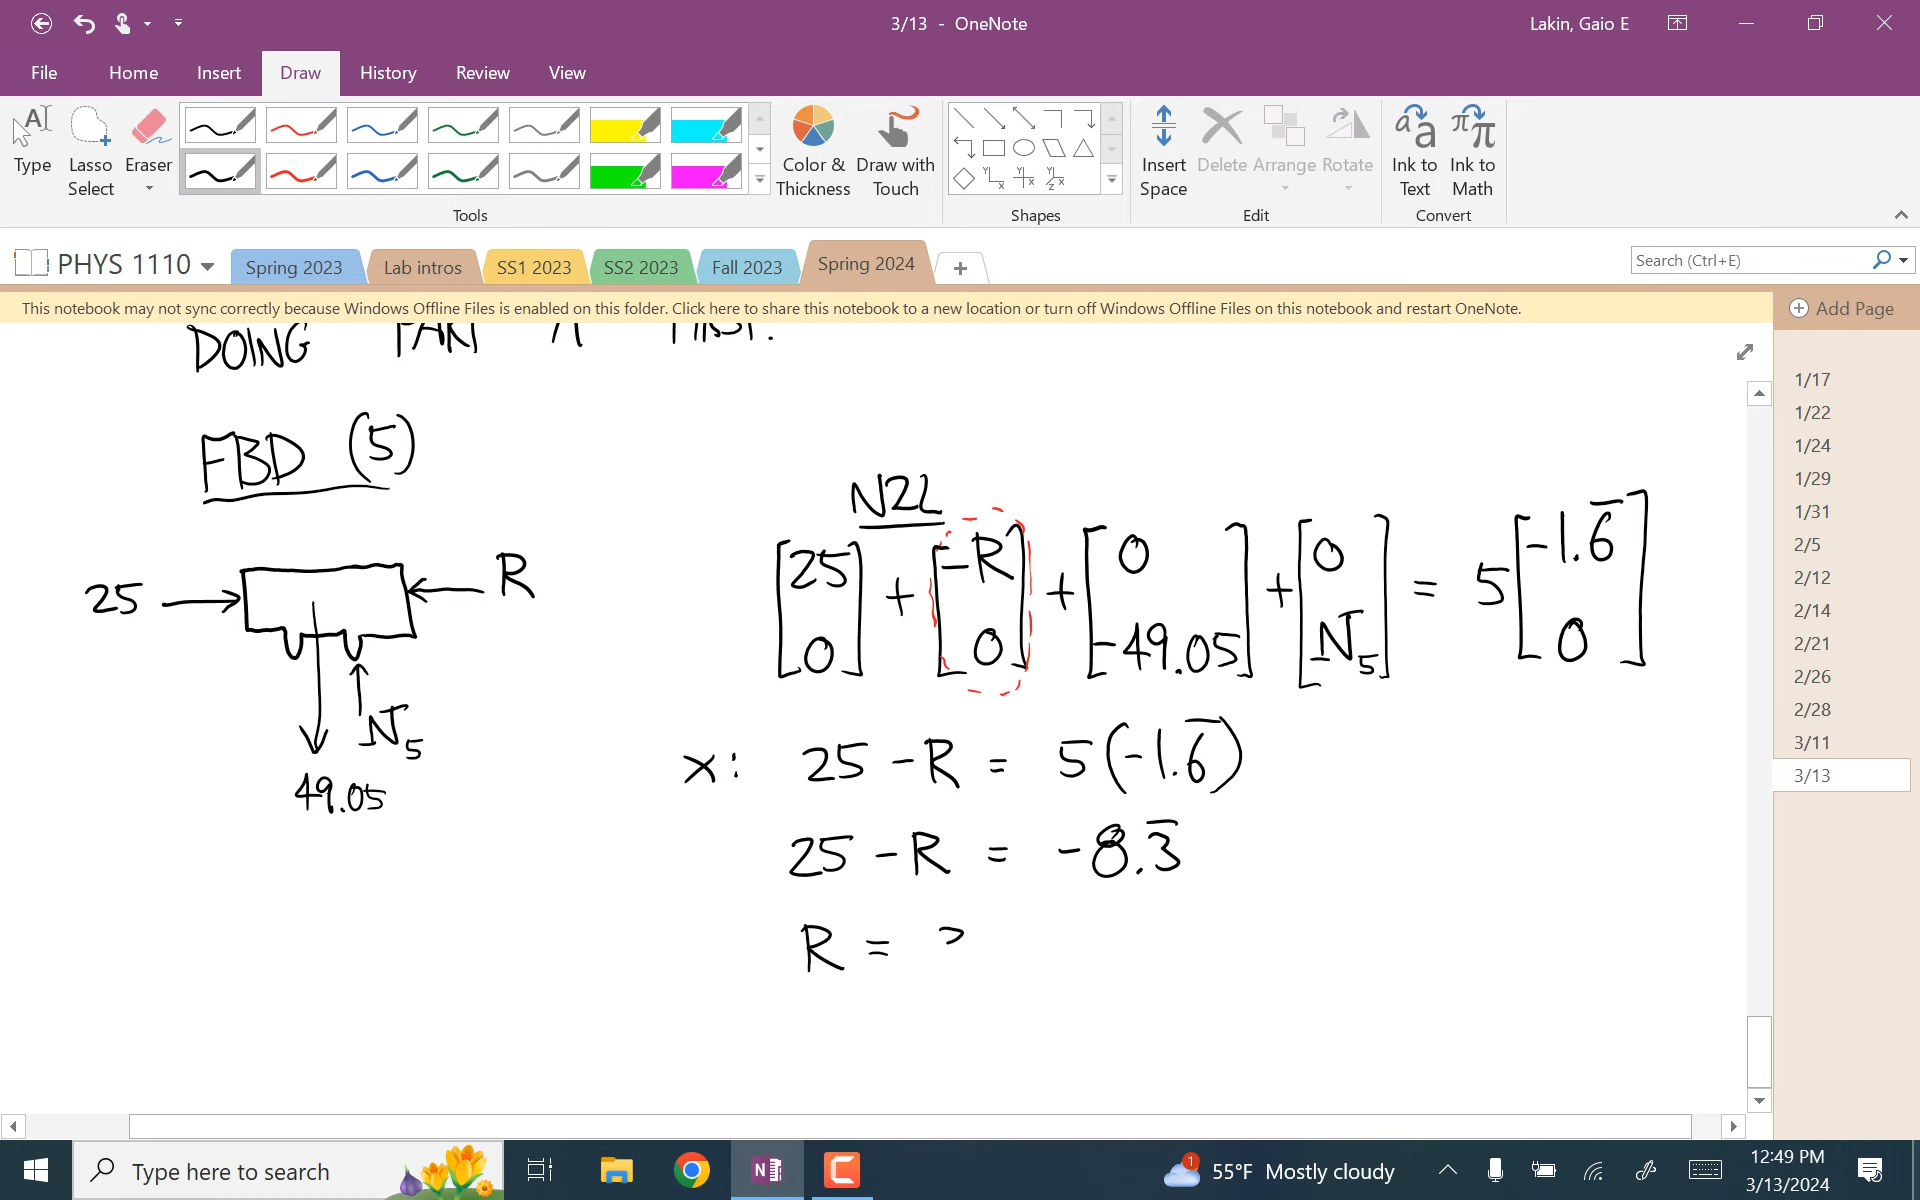 3/13 - OneNote
Lakin, Gaio E
File Home Insert Draw History Review View
Type
Lasso Select
Eraser
Color & Thickness
Draw with Touch
Insert Space
Delete Arrange Rotate
Ink to Text
Ink to Math
Tools
Shapes
Edit
Convert
PHYS 1110
Spring 2023
Lab intros
SS1 2023
SS2 2023
Fall 2023
Spring 2024
Search (Ctrl+E)
This notebook may not sync correctly because Windows Offline Files is enabled on this folder. Click here to share this notebook to a new location or turn off Windows Offline Files on this notebook and restart OneNote.
Add Page
1/17
1/22
1/24
1/29
1/31
2/5
2/12
2/14
2/21
2/26
2/28
3/11
3/13
DOING PART A FIRST.
FBD (5)
25
R
N₅
49.05
N2L
[25 0] + [-R 0] + [0 -49.05] + [0 N₅] = 5 [-1.6̅ 0]
x: 25 - R = 5(-1.6̅)
25 - R = -8.3̅
R =
Type here to search
1
55°F Mostly cloudy
12:49 PM
3/13/2024